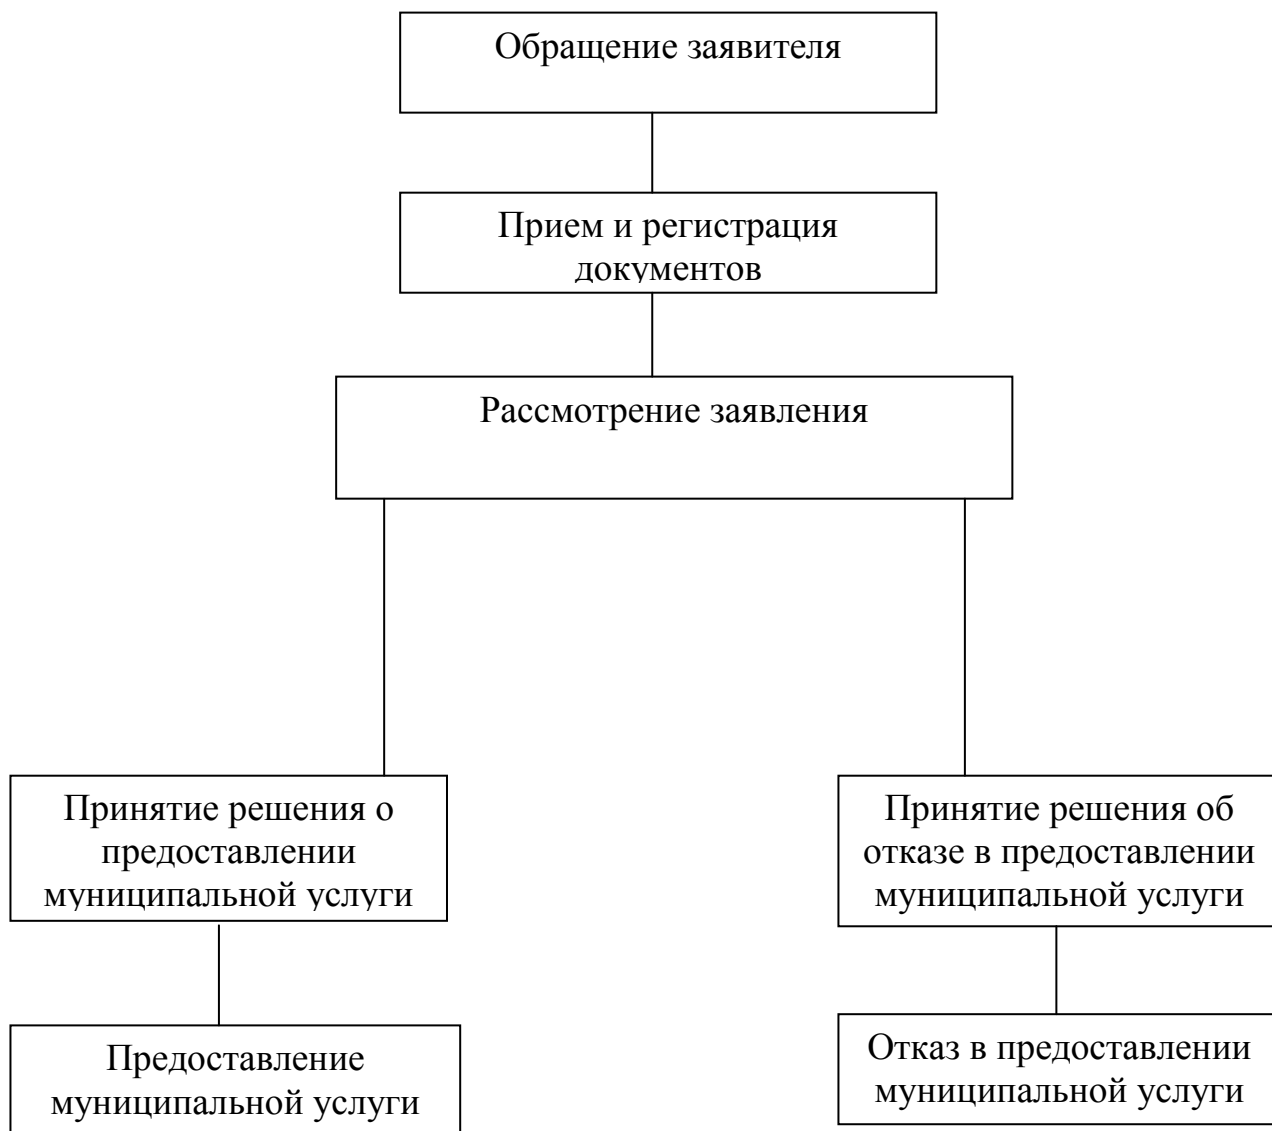 Обращение заявителя
Прием и регистрация
документов
Рассмотрение заявления
Принятие решения о
предоставлении
муниципальной услуги
Принятие решения об
отказе в предоставлении
муниципальной услуги
Предоставление
муниципальной услуги
Отказ в предоставлении
муниципальной услуги